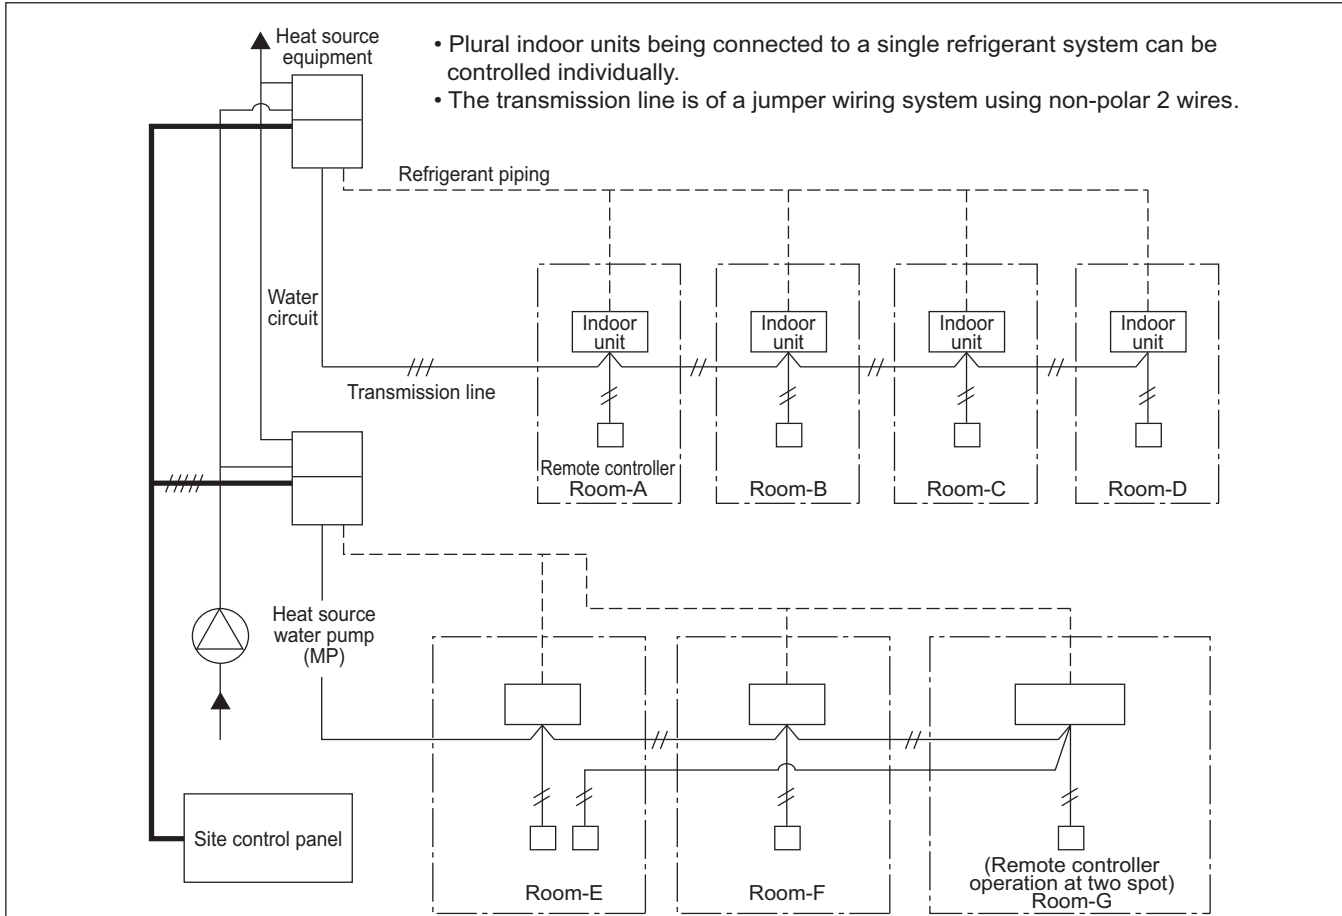 Heat source
equipment
• Plural indoor units being connected to a single refrigerant system can be
controlled individually.
• The transmission line is of a jumper wiring system using non-polar 2 wires.
Refrigerant piping
Water
circuit
Indoor
unit
Indoor
unit
Indoor
unit
Indoor
unit
Transmission line
Remote controller
Room-A
Room-B
Room-C
Room-D
Heat source
water pump
(MP)
Site control panel
Room-E
Room-F
(Remote controller
operation at two spot)
Room-G